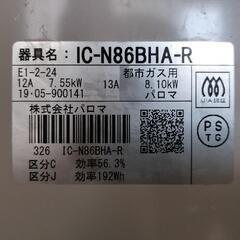 器具名: IC-N86BHA-R
E1-2-24 都市ガス用
12A 7.55kW 13A 8.10kW
19·05-900141 パロマ
株式会社パロマ
326 IC-N86BHA-R
区分C 効率56.3%
区分J 効率192Wh
PS
TG